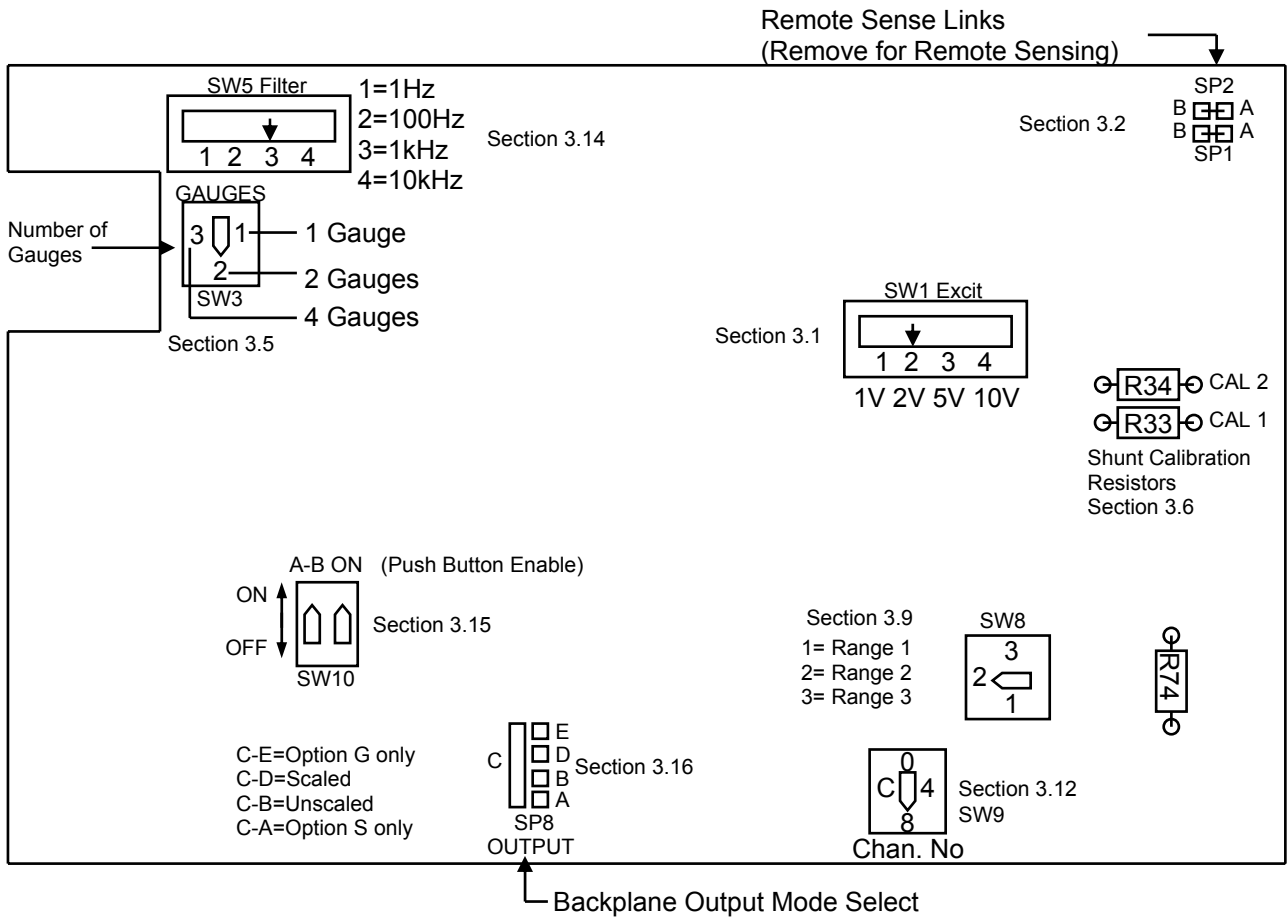 Remote Sense Links
(Remove for Remote Sensing)
SW5 Filter
1 2 3 4
1=1Hz
2=100Hz
3=1kHz
4=10kHz
Section 3.14
Section 3.2
SP2
B A
B A
SP1
GAUGES
Number of
Gauges
3 1
2
SW3
1 Gauge
2 Gauges
4 Gauges
Section 3.5
Section 3.1
SW1 Excit
1 2 3 4
1V 2V 5V 10V
R34 CAL 2
R33 CAL 1
Shunt Calibration
Resistors
Section 3.6
A-B ON (Push Button Enable)
ON
OFF
Section 3.15
SW10
Section 3.9
1= Range 1
2= Range 2
3= Range 3
SW8
3
2
1
R74
C-E=Option G only
C-D=Scaled
C-B=Unscaled
C-A=Option S only
C
E
D
B
A
Section 3.16
SP8
OUTPUT
0
C 4
8
Section 3.12
SW9
Chan. No
Backplane Output Mode Select